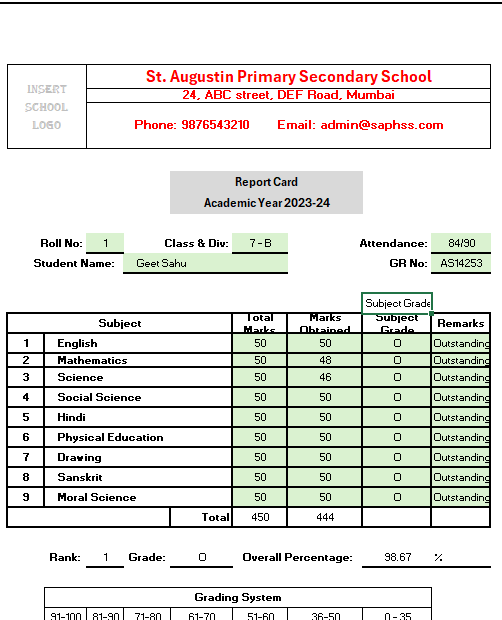 INSERT
SCHOOL
LOGO
St. Augustin Primary Secondary School
24, ABC street, DEF Road, Mumbai
Phone: 9876543210 Email: admin@saphss.com
Report Card
Academic Year 2023-24
Roll No: 1 Class & Div: 7 - B Attendance: 84/90
Student Name: Geet Sahu GR No: AS14253
Subject Grade
Subject Total Marks Marks Obtained Subject Grade Remarks
1 English 50 50 O Outstanding
2 Mathematics 50 48 O Outstanding
3 Science 50 46 O Outstanding
4 Social Science 50 50 O Outstanding
5 Hindi 50 50 O Outstanding
6 Physical Education 50 50 O Outstanding
7 Drawing 50 50 O Outstanding
8 Sanskrit 50 50 O Outstanding
9 Moral Science 50 50 O Outstanding
Total 450 444
Rank: 1 Grade: O Overall Percentage: 98.67 %
Grading System
91-100 81-90 71-80 61-70 51-60 36-50 0 - 35